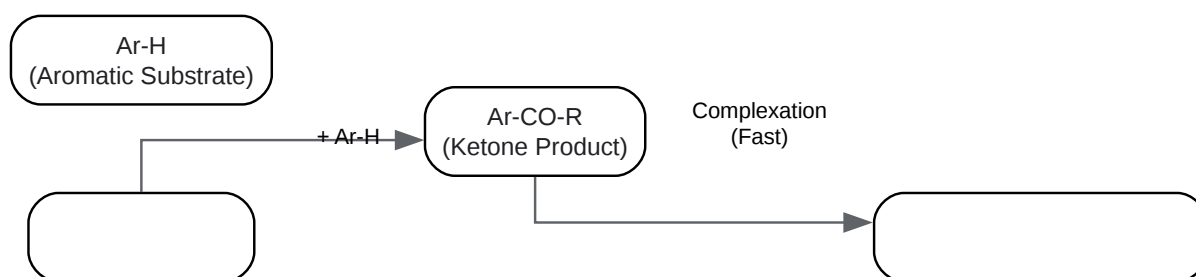 Ar-H
(Aromatic Substrate)
+ Ar-H
Ar-CO-R
(Ketone Product)
Complexation
(Fast)